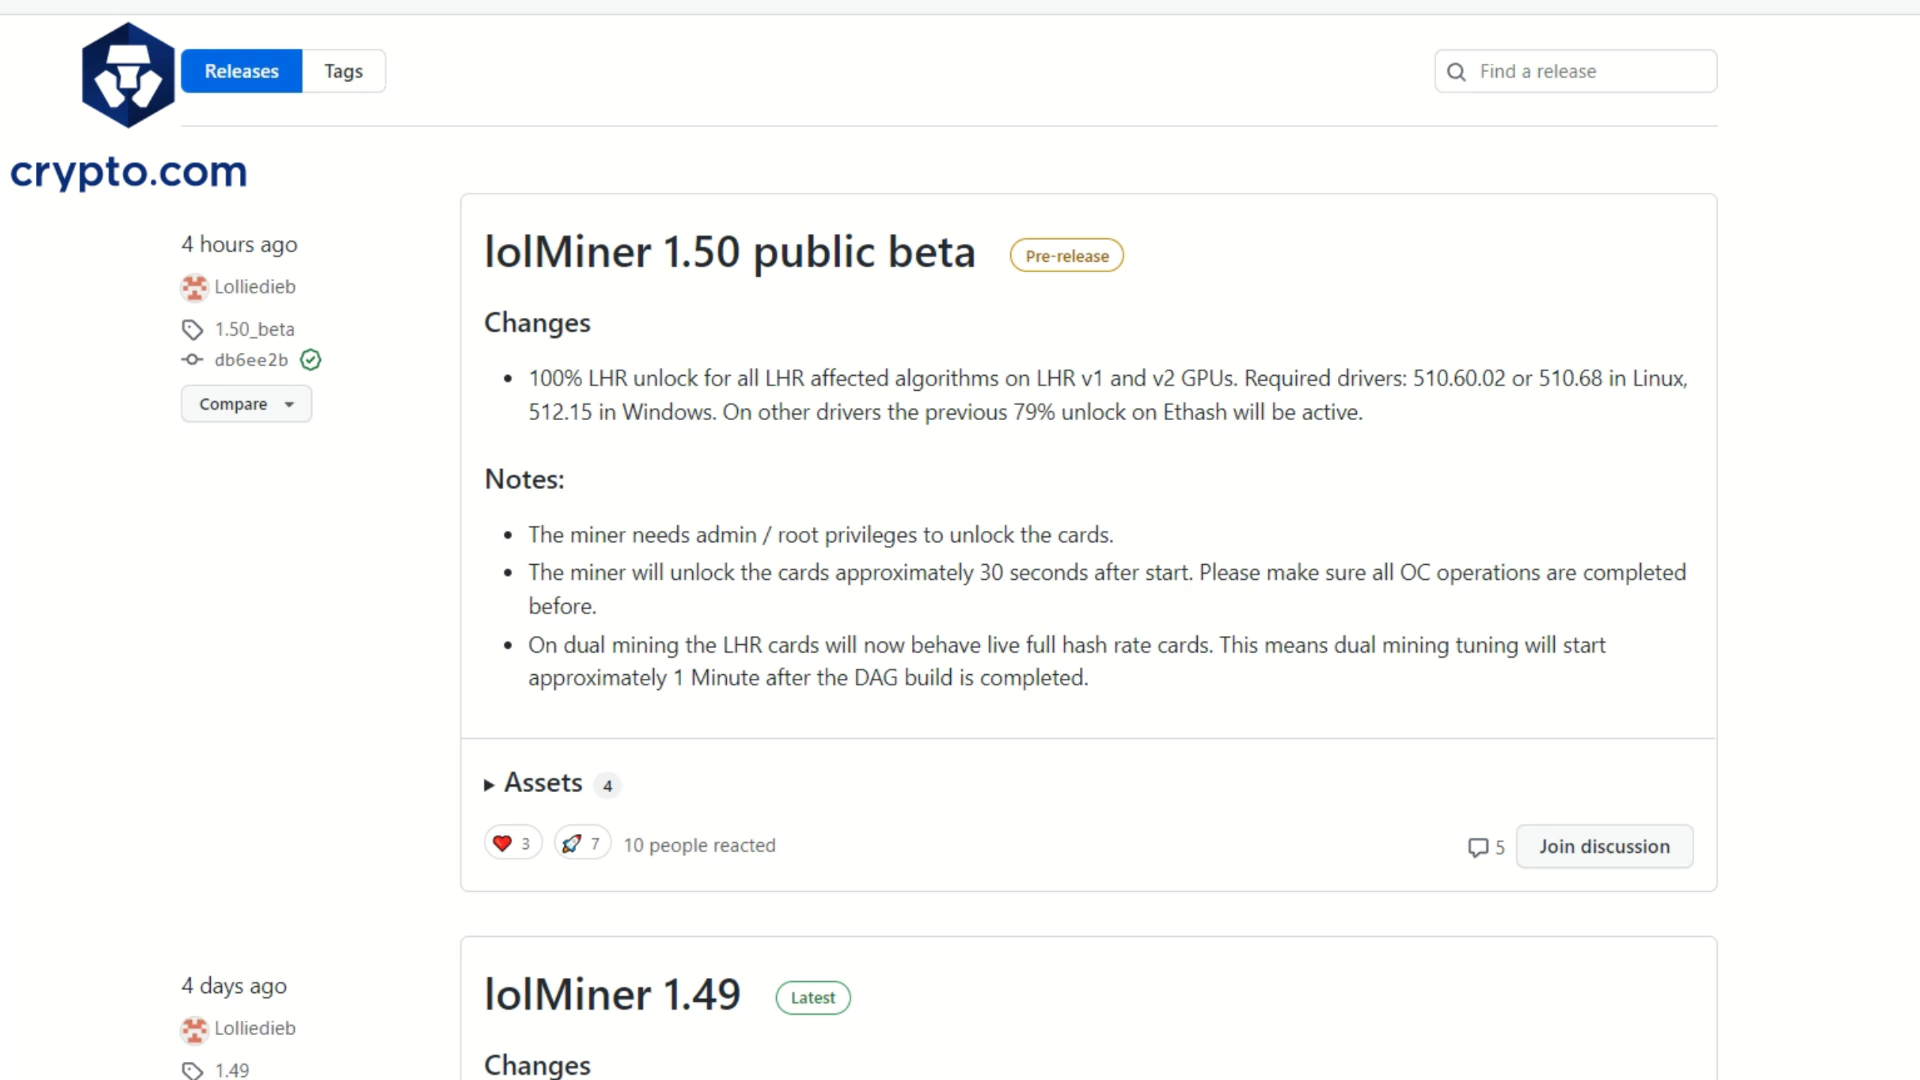 Releases
Tags
Find a release
crypto.com
4 hours ago
Lolliedieb
1.50_beta
db6ee2b
Compare
lolMiner 1.50 public beta
Pre-release
Changes
100% LHR unlock for all LHR affected algorithms on LHR v1 and v2 GPUs. Required drivers: 510.60.02 or 510.68 in Linux,
512.15 in Windows. On other drivers the previous 79% unlock on Ethash will be active.
Notes:
The miner needs admin / root privileges to unlock the cards.
The miner will unlock the cards approximately 30 seconds after start. Please make sure all OC operations are completed
before.
On dual mining the LHR cards will now behave live full hash rate cards. This means dual mining tuning will start
approximately 1 Minute after the DAG build is completed.
Assets 4
3
7
10 people reacted
5
Join discussion
4 days ago
Lolliedieb
1.49
lolMiner 1.49
Latest
Changes